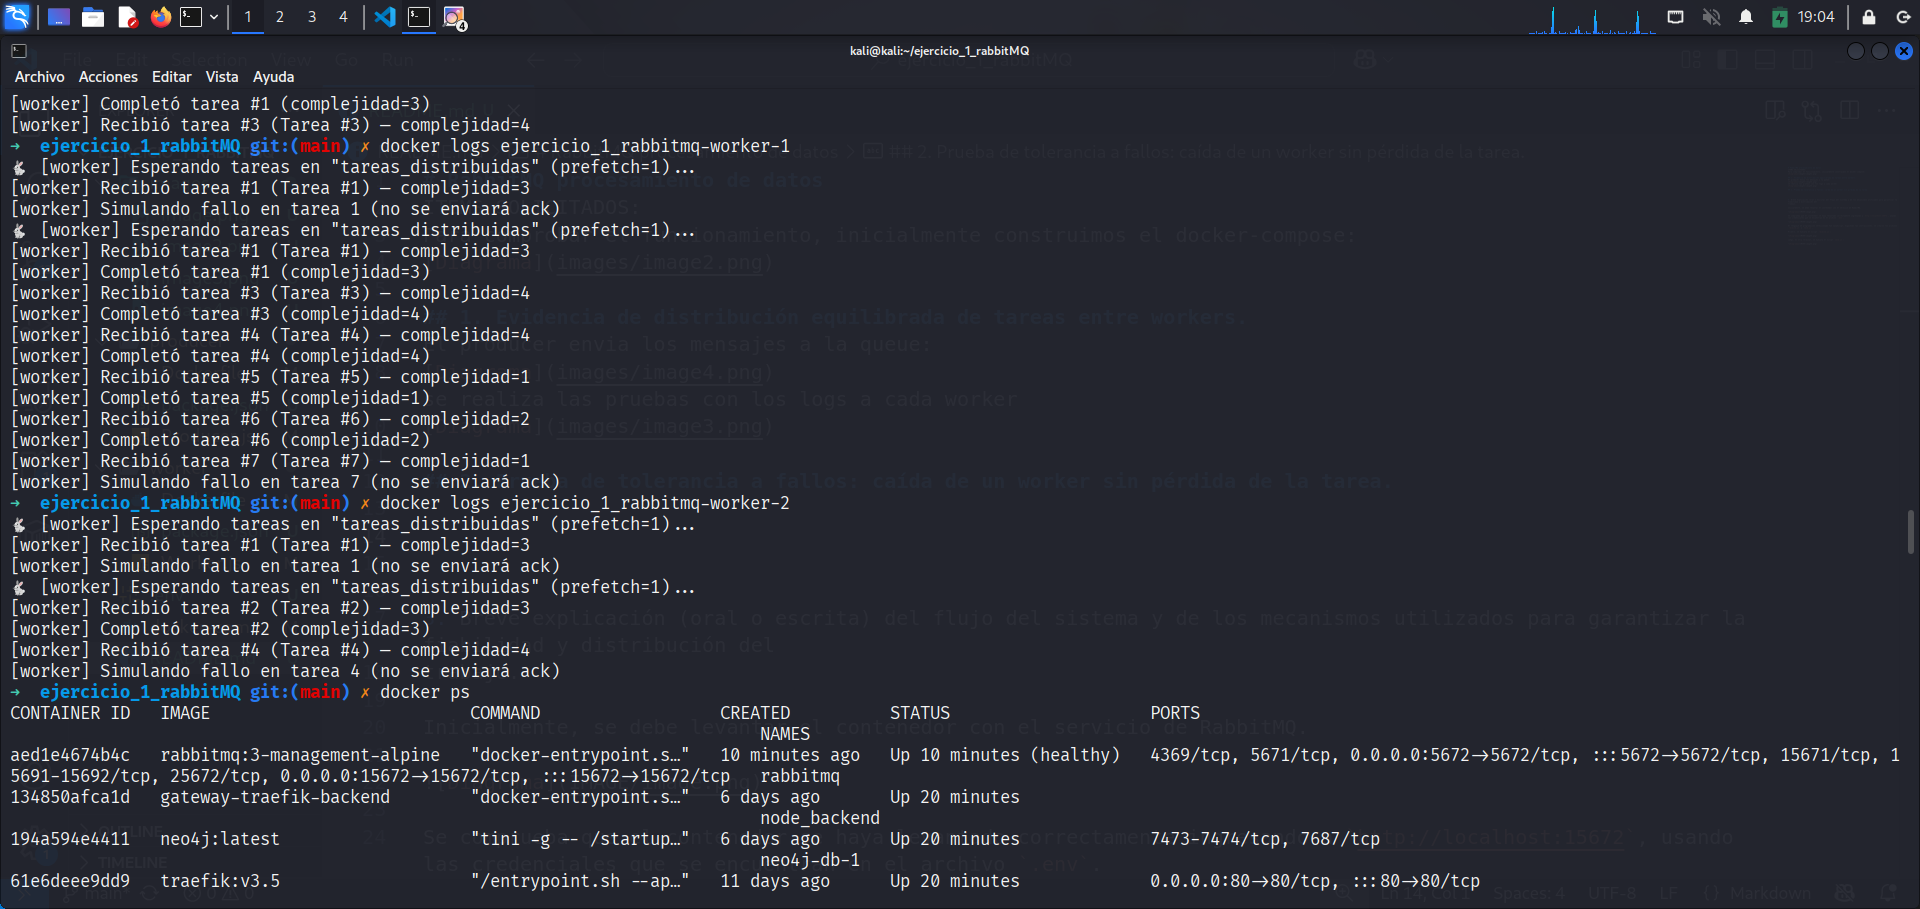 1 2 3 4
4
19:04
kali@kali:~/ejercicio_1_rabbitMQ
Archivo Acciones Editar Vista Ayuda
[worker] Completó tarea #1 (complejidad=3)
[worker] Recibió tarea #3 (Tarea #3) — complejidad=4
→ ejercicio_1_rabbitMQ git:(main) ✗ docker logs ejercicio_1_rabbitmq-worker-1
🐇 [worker] Esperando tareas en "tareas_distribuidas" (prefetch=1)...
[worker] Recibió tarea #1 (Tarea #1) — complejidad=3
[worker] Simulando fallo en tarea 1 (no se enviará ack)
🐇 [worker] Esperando tareas en "tareas_distribuidas" (prefetch=1)...
[worker] Recibió tarea #1 (Tarea #1) — complejidad=3
[worker] Completó tarea #1 (complejidad=3)
[worker] Recibió tarea #3 (Tarea #3) — complejidad=4
[worker] Completó tarea #3 (complejidad=4)
[worker] Recibió tarea #4 (Tarea #4) — complejidad=4
[worker] Completó tarea #4 (complejidad=4)
[worker] Recibió tarea #5 (Tarea #5) — complejidad=1
[worker] Completó tarea #5 (complejidad=1)
[worker] Recibió tarea #6 (Tarea #6) — complejidad=2
[worker] Completó tarea #6 (complejidad=2)
[worker] Recibió tarea #7 (Tarea #7) — complejidad=1
[worker] Simulando fallo en tarea 7 (no se enviará ack)
→ ejercicio_1_rabbitMQ git:(main) ✗ docker logs ejercicio_1_rabbitmq-worker-2
🐇 [worker] Esperando tareas en "tareas_distribuidas" (prefetch=1)...
[worker] Recibió tarea #1 (Tarea #1) — complejidad=3
[worker] Simulando fallo en tarea 1 (no se enviará ack)
🐇 [worker] Esperando tareas en "tareas_distribuidas" (prefetch=1)...
[worker] Recibió tarea #2 (Tarea #2) — complejidad=3
[worker] Completó tarea #2 (complejidad=3)
[worker] Recibió tarea #4 (Tarea #4) — complejidad=4
[worker] Simulando fallo en tarea 4 (no se enviará ack)
→ ejercicio_1_rabbitMQ git:(main) ✗ docker ps
CONTAINER ID IMAGE COMMAND CREATED STATUS PORTS
NAMES
aed1e4674b4c rabbitmq:3-management-alpine "docker-entrypoint.s…" 10 minutes ago Up 10 minutes (healthy) 4369/tcp, 5671/tcp, 0.0.0.0:5672->5672/tcp, :::5672->5672/tcp, 15671/tcp, 1
5691-15692/tcp, 25672/tcp, 0.0.0.0:15672->15672/tcp, :::15672->15672/tcp rabbitmq
134850afca1d gateway-traefik-backend "docker-entrypoint.s…" 6 days ago Up 20 minutes
node_backend
194a594e4411 neo4j:latest "tini -g -- /startup…" 6 days ago Up 20 minutes 7473-7474/tcp, 7687/tcp
neo4j-db-1
61e6deee9dd9 traefik:v3.5 "/entrypoint.sh --ap…" 11 days ago Up 20 minutes 0.0.0.0:80->80/tcp, :::80->80/tcp